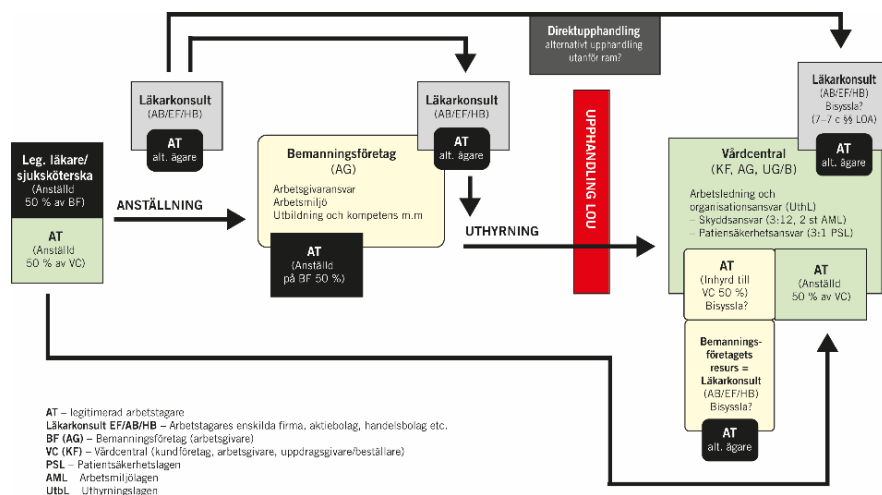 Direktupphandling
alternativt upphandling
utanför ram?
Läkarkonsult
(AB/EF/HB)
AT
alt. ägare
Läkarkonsult
(AB/EF/HB)
AT
alt. ägare
Läkarkonsult
(AB/EF/HB)
Bisyssla?
(7–7 c §§ LOA)
AT
alt. ägare
Leg. läkare/
sjuksköterska
(Anställd
50 % av BF)
AT
(Anställd
50 % av VC)
ANSTÄLLNING
Bemanningsföretag
(AG)
Arbetsgivaransvar
Arbetsmiljö
Utbildning och kompetens m.m
AT
(Anställd
på BF 50 %)
UTHYRNING
UPPHANDLING LOU
Vårdcentral
(KF, AG, UG/B)
Arbetsledning och
organisationsansvar (UthL)
– Skyddsansvar (3:12, 2 st AML)
– Patiensäkerhetsansvar (3:1 PSL)
AT
(Inhyrd till
VC 50 %)
Bisyssla?
AT
(Anställd
50 % av VC)
Bemannings-
företagets
resurs =
Läkarkonsult
(AB/EF/HB)
Bisyssla?
AT
alt. ägare
AT – legitimerad arbetstagare
Läkarkonsult EF/AB/HB – Arbetstagares enskilda firma, aktiebolag, handelsbolag etc.
BF (AG) – Bemanningsföretag (arbetsgivare)
VC (KF) – Vårdcentral (kundföretag, arbetsgivare, uppdragsgivare/beställare)
PSL – Patientsäkerhetslagen
AML Arbetsmiljölagen
UtbL Uthyrningslagen